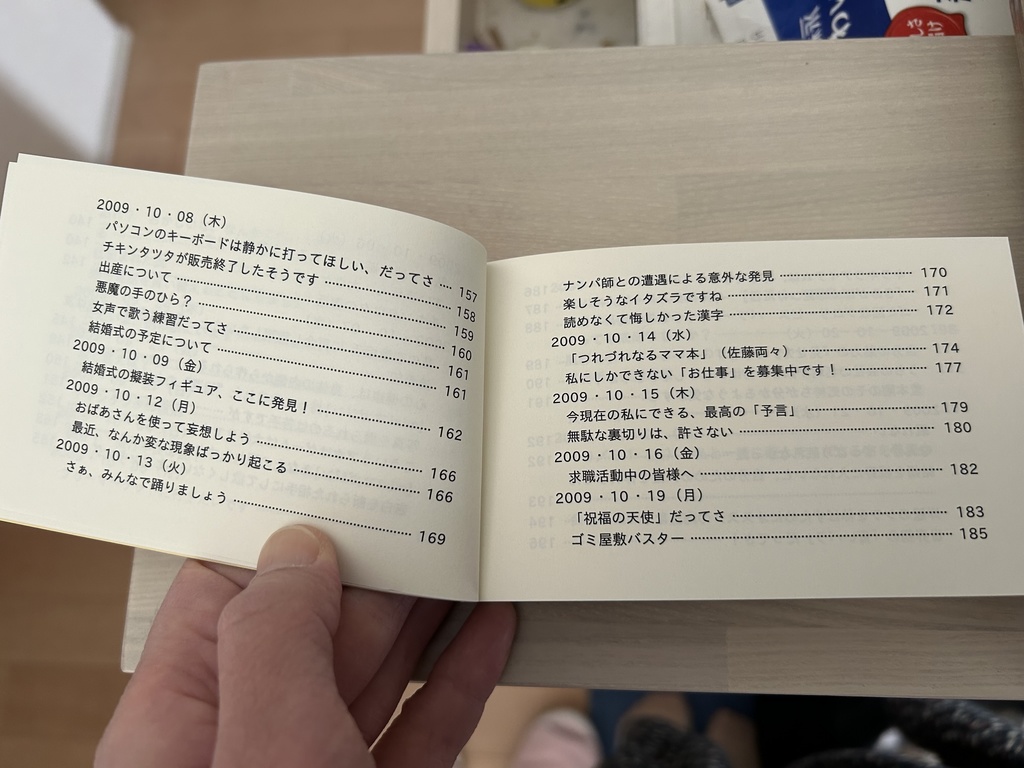 2009・10・08（木）
パソコンのキーボードは静かに打ってほしい、だってさ …… 157
チキンタツタが販売終了したそうです …… 158
出産について …… 159
悪魔の手のひら？ …… 160
女声で歌う練習だってさ …… 161
結婚式の予定について …… 161
2009・10・09（金）
結婚式の擬装フィギュア、ここに発見！ …… 162
2009・10・12（月）
おばあさんを使って妄想しよう …… 166
最近、なんか変な現象ばっかり起こる …… 166
2009・10・13（火）
さぁ、みんなで踊りましょう …… 169
ナンパ師との遭遇による意外な発見 …… 170
楽しそうなイタズラですね …… 171
読めなくて悔しかった漢字 …… 172
2009・10・14（水）
「つれづれなるママ本」（佐藤両々） …… 174
私にしかできない「お仕事」を募集中です！ …… 177
2009・10・15（木）
今現在の私にできる、最高の「予言」 …… 179
無駄な裏切りは、許さない …… 180
2009・10・16（金）
求職活動中の皆様へ …… 182
2009・10・19（月）
「祝福の天使」だってさ …… 183
ゴミ屋敷バスター …… 185